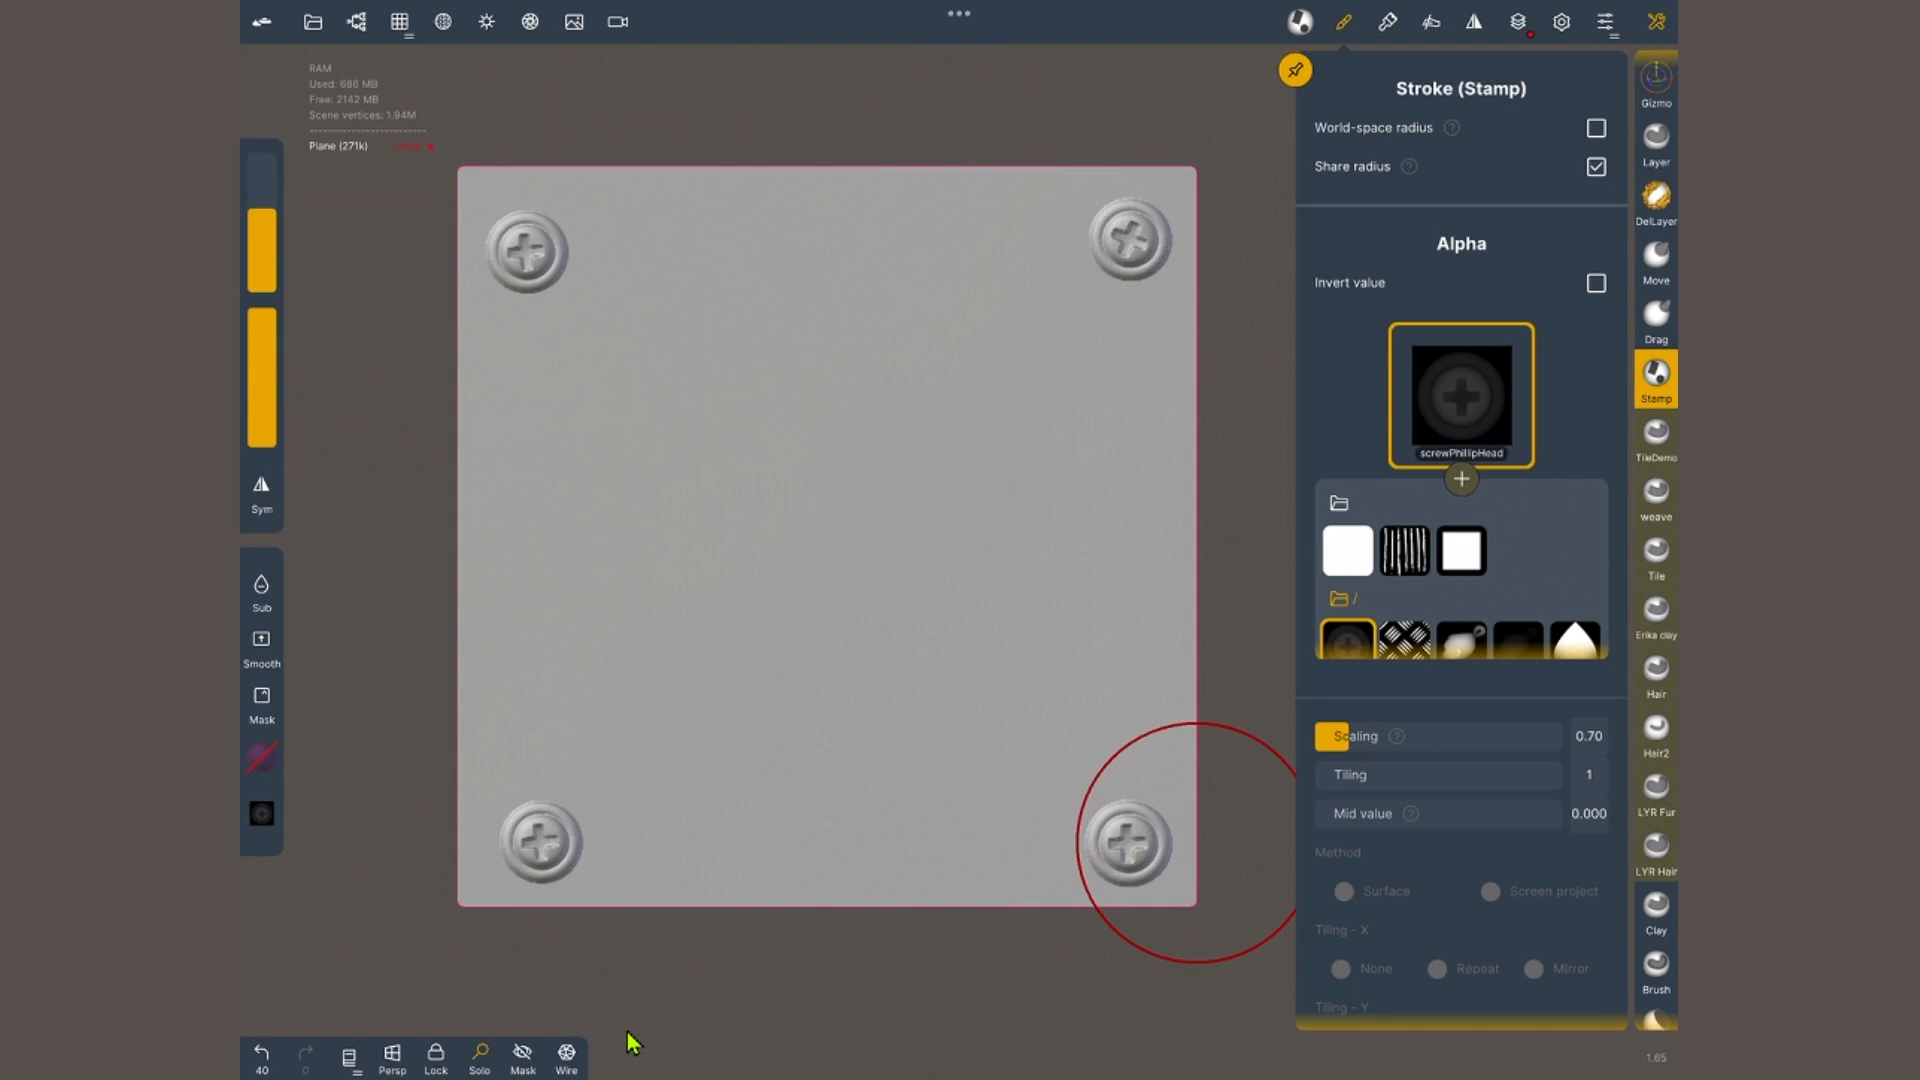 RAM
Used: 686 MB
Free: 2142 MB
Scene vertices: 1.94M
--------------------------
Plane (271k)
Sym
Sub
Smooth
Mask
40
0
Persp
Lock
Solo
Mask
Wire
Stroke (Stamp)
World-space radius ?
Share radius ?
Alpha
Invert value
screwPhillipHead
/
Scaling ? 0.70
Tiling 1
Mid value ? 0.000
Method
Surface Screen project
Tiling - X
None Repeat Mirror
Tiling - Y
Gizmo
Layer
DelLayer
Move
Drag
Stamp
TileDemo
weave
Tile
Erika clay
Hair
Hair2
LYR Fur
LYR Hair
Clay
Brush
1.65